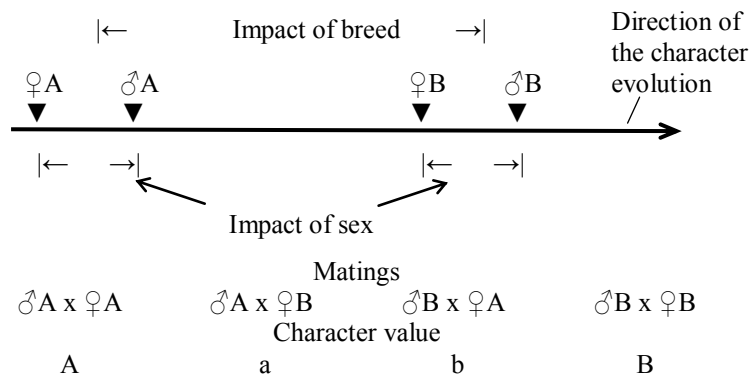 |← Impact of breed →|
Direction of
the character
evolution
♀A ♂A ♀B ♂B
|← →| |← →|
Impact of sex
Matings
♂A x ♀A ♂A x ♀B ♂B x ♀A ♂B x ♀B
Character value
A a b B